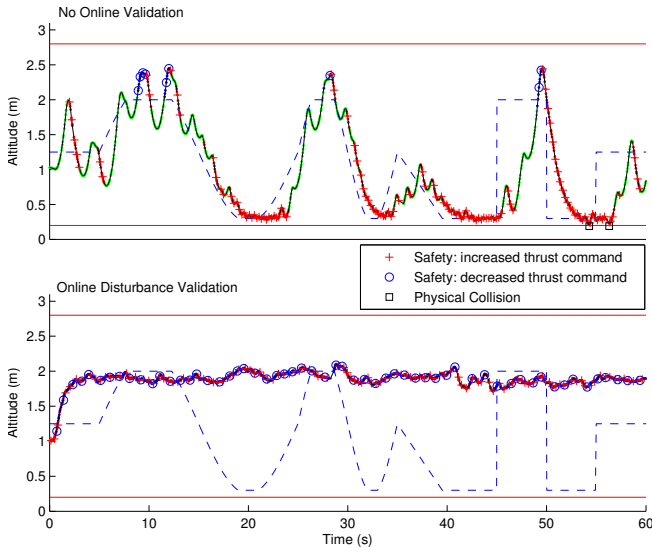 No Online Validation
3
2.5
2
1.5
1
0.5
0
Altitude (m)
Safety: increased thrust command
Safety: decreased thrust command
Physical Collision
Online Disturbance Validation
3
2.5
2
1.5
1
0.5
0
Altitude (m)
0 10 20 30 40 50 60
Time (s)